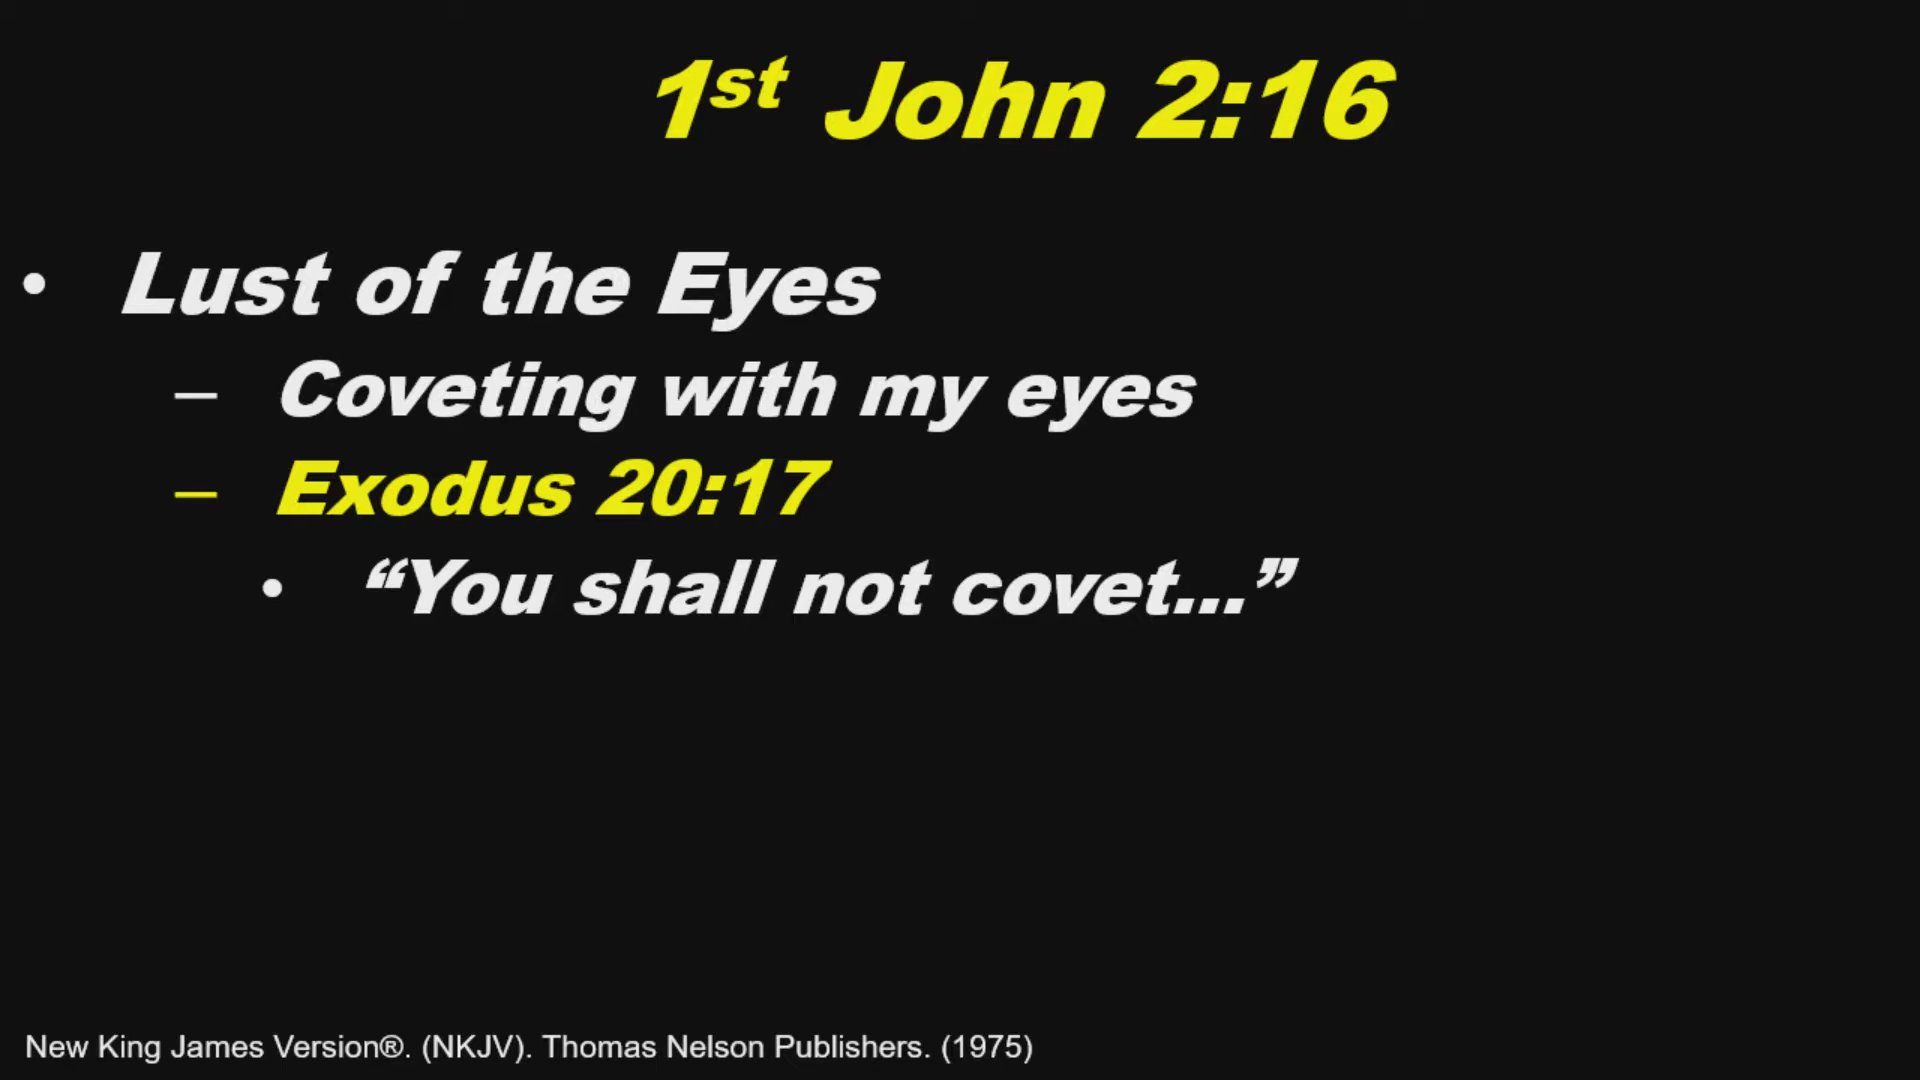 1st John 2:16
• Lust of the Eyes
– Coveting with my eyes
– Exodus 20:17
• “You shall not covet...”
New King James Version®. (NKJV). Thomas Nelson Publishers. (1975)